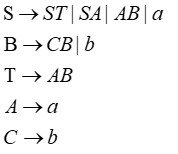 S → ST | SA | AB | a
B → CB | b
T → AB
A → a
C → b